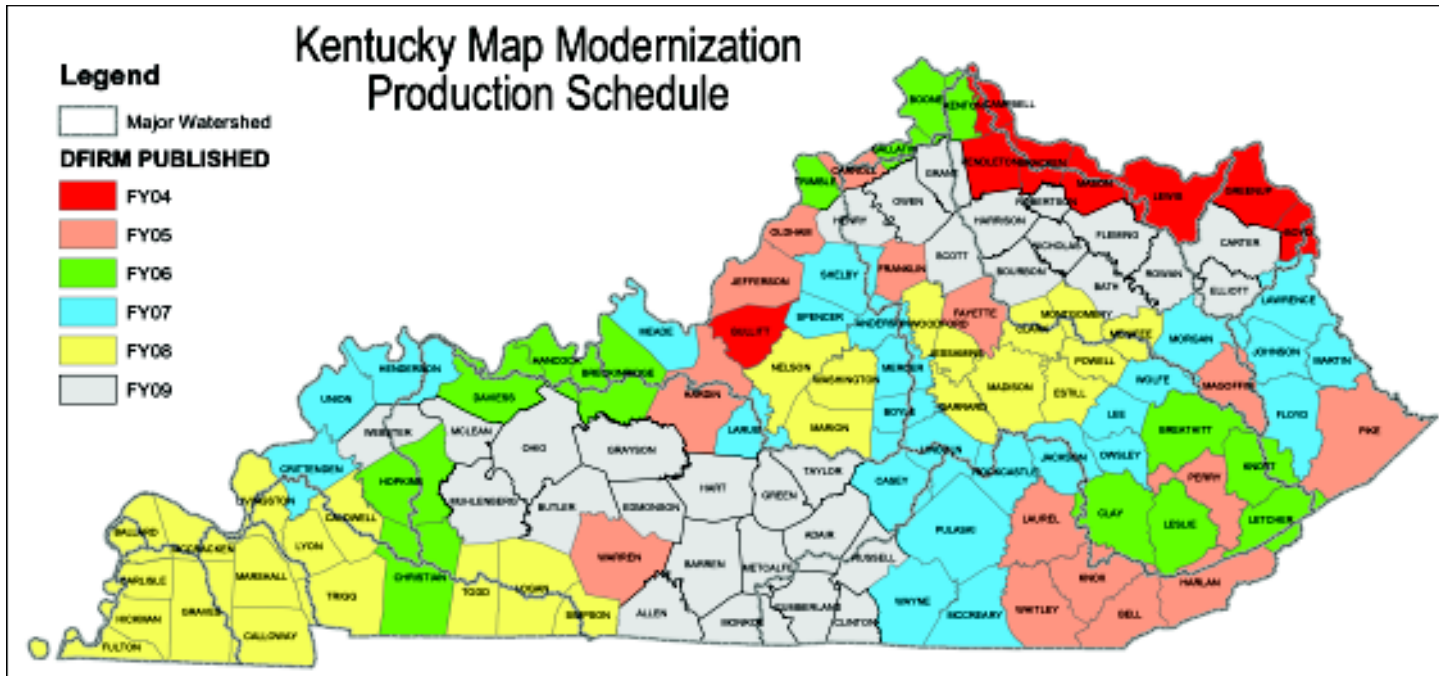 Kentucky Map Modernization
Production Schedule
Legend
Major Watershed
DFIRM PUBLISHED
FY04
FY05
FY06
FY07
FY08
FY09
BOONE
KENTON
CAMPBELL
GALLATIN
PENDLETON
BRACKEN
GRANT
CARROLL
TRIMBLE
MASON
LEWIS
GREENUP
OWEN
ROBERTSON
BOYD
HENRY
HARRISON
OLDHAM
FLEMING
CARTER
NICHOLAS
SCOTT
FRANKLIN
SHELBY
BOURBON
ROWAN
JEFFERSON
BATH
ELLIOTT
LAWRENCE
FAYETTE
MONTGOMERY
SPENCER
ANDERSON
WOODFORD
BULLITT
CLARK
MENIFEE
MORGAN
MEADE
JOHNSON
MARTIN
HANCOCK
HENDERSON
BRECKINRIDGE
NELSON
WASHINGTON
MERCER
JESSAMINE
POWELL
MADISON
WOLFE
MAGOFFIN
DAVIESS
HARDIN
UNION
GARRARD
ESTILL
BOYLE
LEE
FLOYD
LARUE
MARION
MCLEAN
WEBSTER
OHIO
GRAYSON
BREATHITT
PIKE
LINCOLN
JACKSON
OWSLEY
CRITTENDEN
TAYLOR
ROCKCASTLE
KNOTT
HOPKINS
HART
GREEN
CASEY
PERRY
MUHLENBERG
BUTLER
EDMONSON
LIVINGSTON
CALDWELL
CLAY
LESLIE
LETCHER
LAUREL
BALLARD
ADAIR
PULASKI
LYON
MCCRACKEN
RUSSELL
WARREN
BARREN
METCALFE
MARSHALL
CARLISLE
CHRISTIAN
KNOX
HARLAN
TRIGG
TODD
LOGAN
WAYNE
MCCREARY
WHITLEY
BELL
HICKMAN
GRAVES
SIMPSON
ALLEN
CUMBERLAND
CALLOWAY
MONROE
CLINTON
FULTON